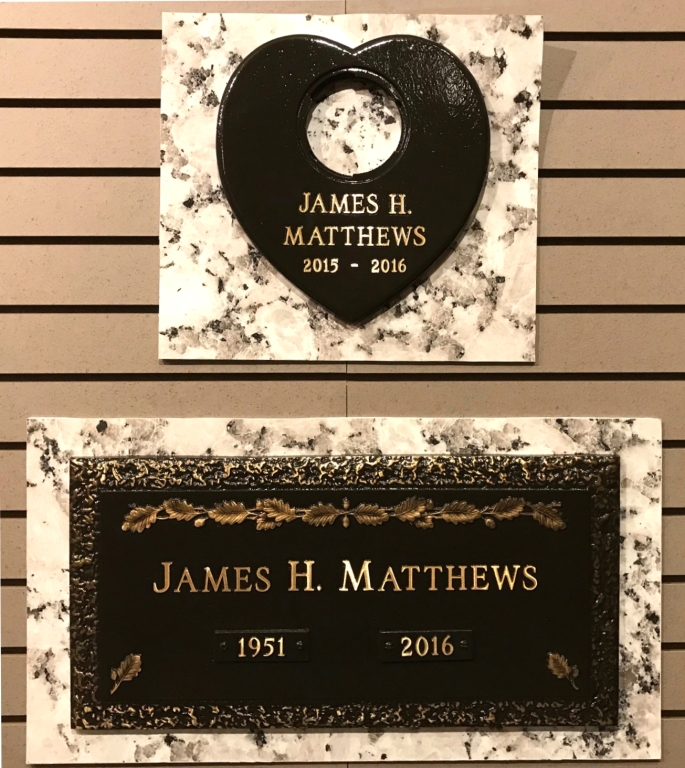 JAMES H.
MATTHEWS
2015 - 2016
JAMES H. MATTHEWS
1951 2016